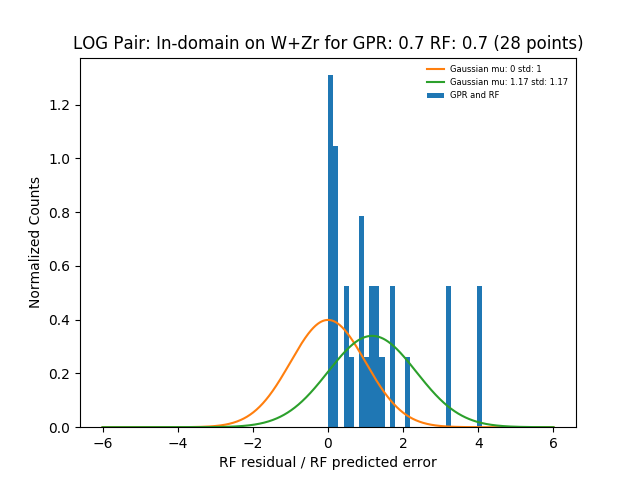 LOG Pair: In-domain on W+Zr for GPR: 0.7 RF: 0.7 (28 points)
Gaussian mu: 0 std: 1
Gaussian mu: 1.17 std: 1.17
GPR and RF
Normalized Counts
1.2
1.0
0.8
0.6
0.4
0.2
0.0
−6 −4 −2 0 2 4 6
RF residual / RF predicted error